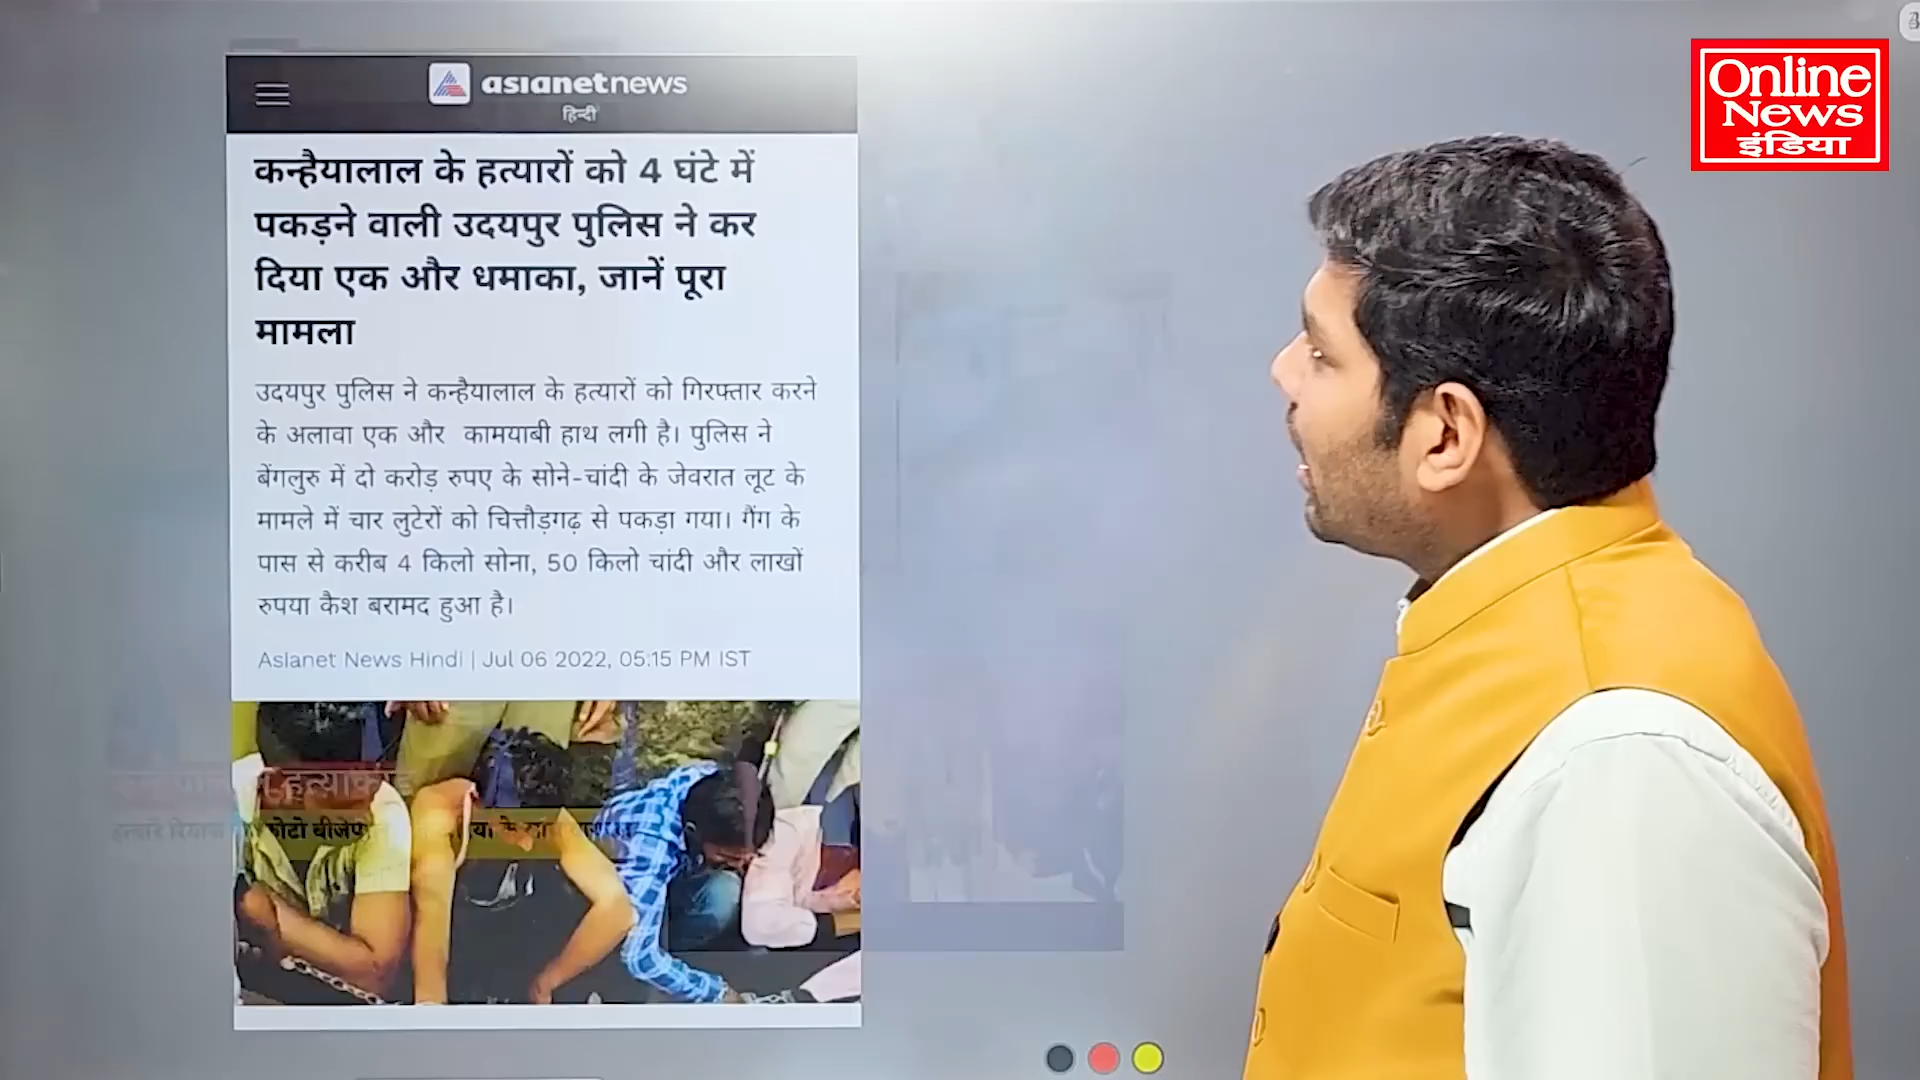 asianetnews
हिन्दी
Online
News
इंडिया
कन्हैयालाल के हत्यारों को 4 घंटे में
पकड़ने वाली उदयपुर पुलिस ने कर
दिया एक और धमाका, जानें पूरा
मामला
उदयपुर पुलिस ने कन्हैयालाल के हत्यारों को गिरफ्तार करने
के अलावा एक और कामयाबी हाथ लगी है। पुलिस ने
बेंगलुरु में दो करोड़ रुपए के सोने-चांदी के जेवरात लूट के
मामले में चार लुटेरों को चित्तौड़गढ़ से पकड़ा गया। गैंग के
पास से करीब 4 किलो सोना, 50 किलो चांदी और लाखों
रुपया कैश बरामद हुआ है।
Asianet News Hindi | Jul 06 2022, 05:15 PM IST
हत्याकांड
फोटो बीजेपी